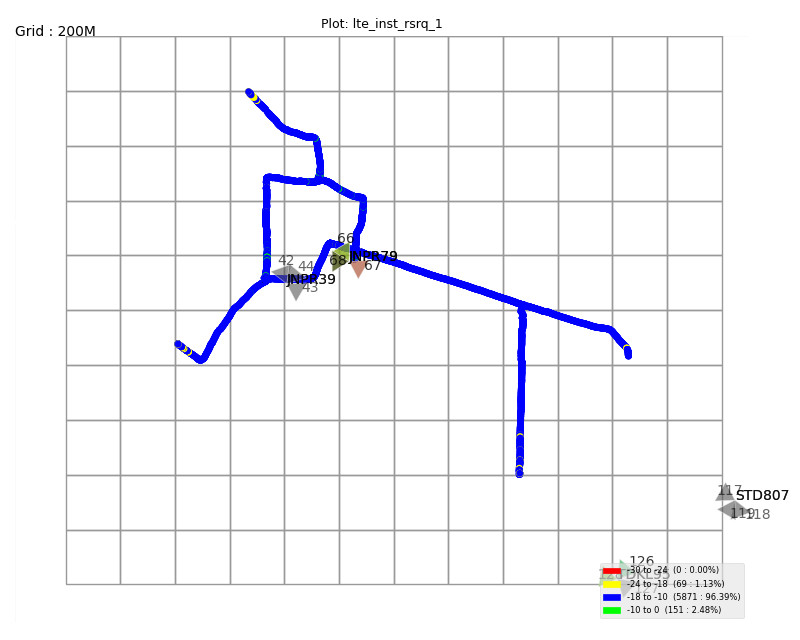 Plot: lte_inst_rsrq_1
Grid : 200M
66
68
JNPB79
67
42
44
JNPR39
43
117
STD807
119
118
126
127
-30 to -24 (0 : 0.00%)
-24 to -18 (69 : 1.13%)
-18 to -10 (5871 : 96.39%)
-10 to 0 (151 : 2.48%)